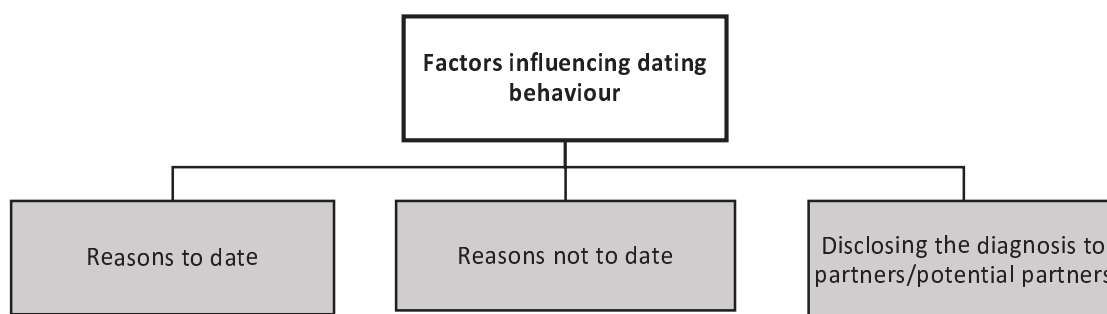 Factors influencing dating
behaviour
Reasons to date
Reasons not to date
Disclosing the diagnosis to
partners/potential partners